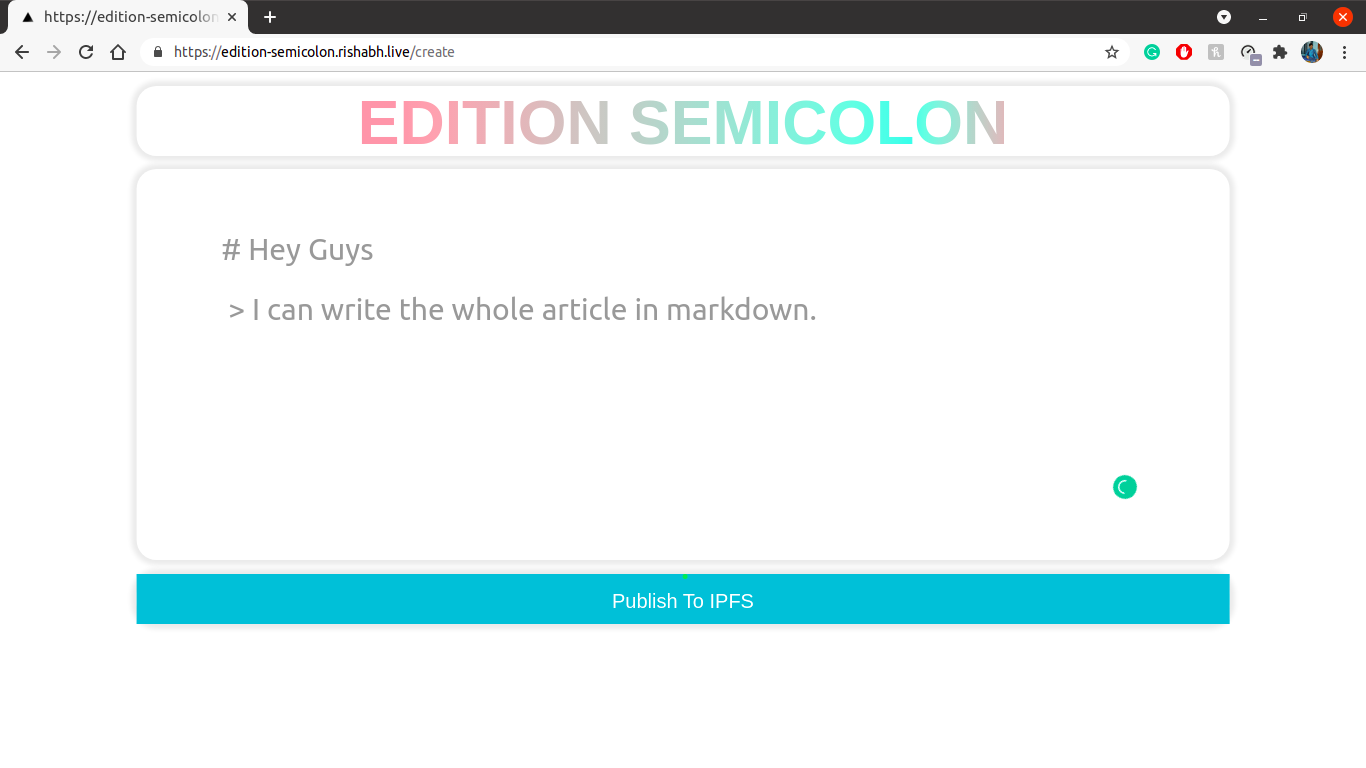 https://edition-semicolon
https://edition-semicolon.rishabh.live/create
EDITION SEMICOLON
# Hey Guys
> I can write the whole article in markdown.
Publish To IPFS